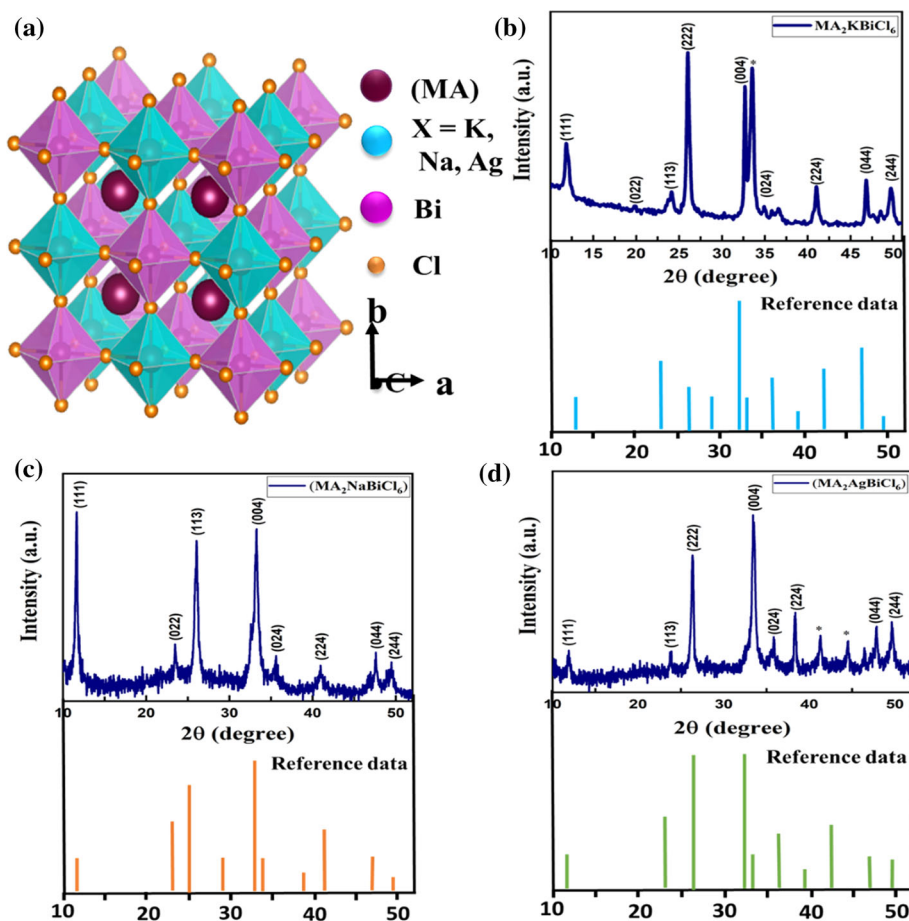 (a)
(MA)
X = K,
Na, Ag
Bi
Cl
b
C
a
(b)
MA₂KBiCl₆
Intensity (a.u.)
(111)
(022)
(113)
(222)
(004)
*
(024)
(224)
(044)
(244)
10 15 20 25 30 35 40 45 50
2θ (degree)
Reference data
10 20 30 40 50
(c)
(MA₂NaBiCl₆)
Intensity (a.u.)
(111)
(022)
(113)
(004)
(024)
(224)
(044)
(244)
10 20 30 40 50
2θ (degree)
Reference data
10 20 30 40 50
(d)
(MA₂AgBiCl₆)
Intensity (a.u.)
(111)
(113)
(222)
(004)
(024)
(224)
*
*
(044)
(244)
10 20 30 40 50
2θ (degree)
Reference data
10 20 30 40 50